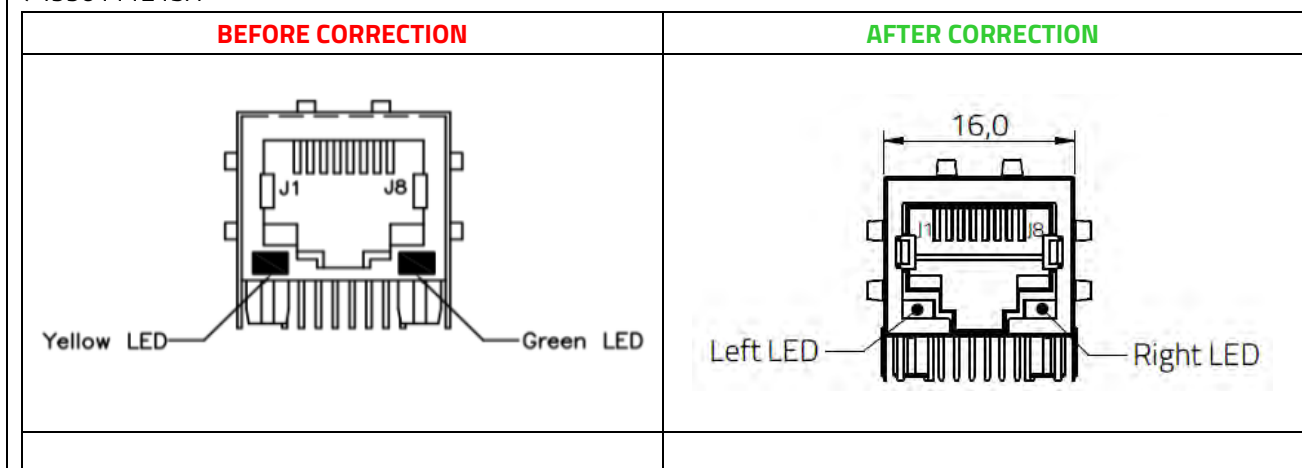 BEFORE CORRECTION
AFTER CORRECTION
J1
J8
Yellow LED
Green LED
16,0
J1
J8
Left LED
Right LED